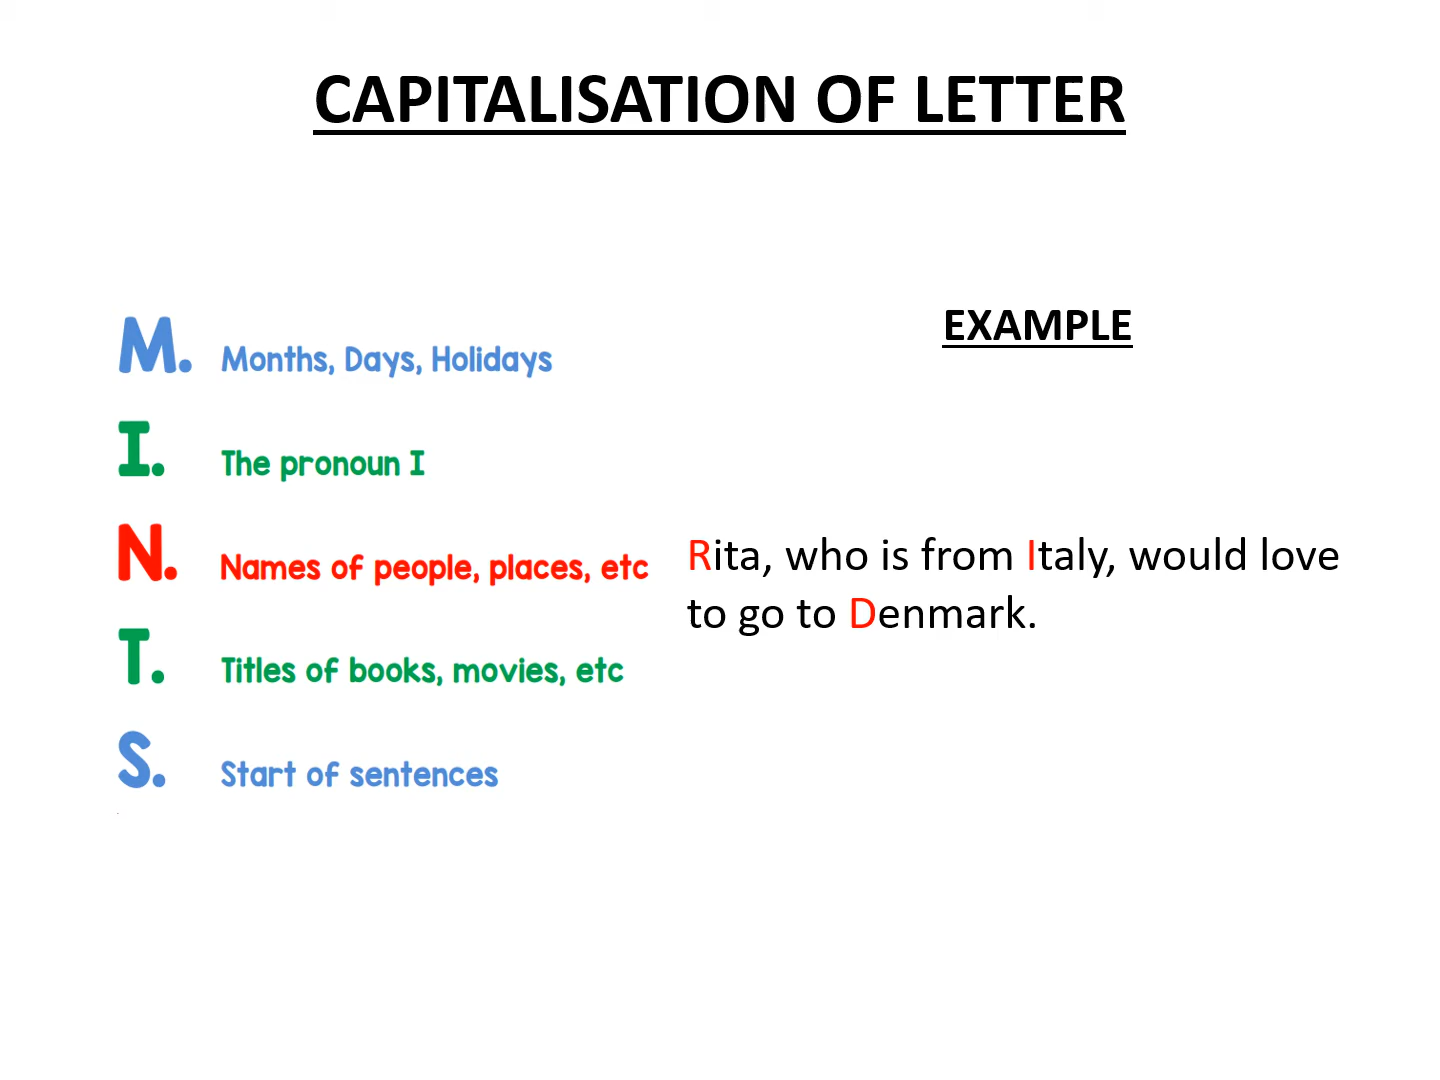 CAPITALISATION OF LETTER
EXAMPLE
M. Months, Days, Holidays
I. The pronoun I
N. Names of people, places, etc
Rita, who is from Italy, would love
to go to Denmark.
T. Titles of books, movies, etc
S. Start of sentences